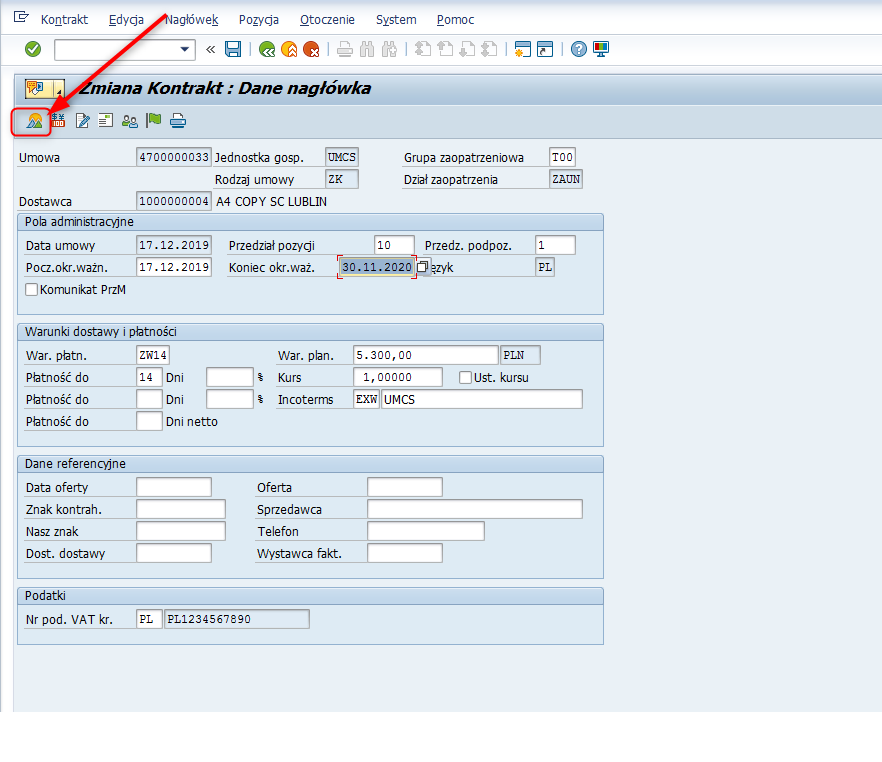 Kontrakt Edycja Nagłówek Pozycja Otoczenie System Pomoc
Zmiana Kontrakt : Dane nagłówka
Umowa 4700000033 Jednostka gosp. UMCS Grupa zaopatrzeniowa T00
Rodzaj umowy ZK Dział zaopatrzenia ZAUN
Dostawca 1000000004 A4 COPY SC LUBLIN
Pola administracyjne
Data umowy 17.12.2019 Przedział pozycji 10 Przedz. podpoz. 1
Pocz.okr.ważn. 17.12.2019 Koniec okr.waż. 30.11.2020 ęzyk PL
Komunikat PrzM
Warunki dostawy i płatności
War. płatn. ZW14 War. plan. 5.300,00 PLN
Płatność do 14 Dni % Kurs 1,00000 Ust. kursu
Płatność do Dni % Incoterms EXW UMCS
Płatność do Dni netto
Dane referencyjne
Data oferty Oferta
Znak kontrah. Sprzedawca
Nasz znak Telefon
Dost. dostawy Wystawca fakt.
Podatki
Nr pod. VAT kr. PL PL1234567890